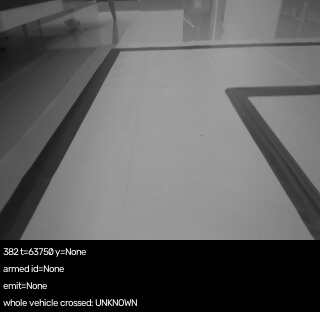 382 t=63750 y=None
armed id=None
emit=None
whole vehicle crossed: UNKNOWN